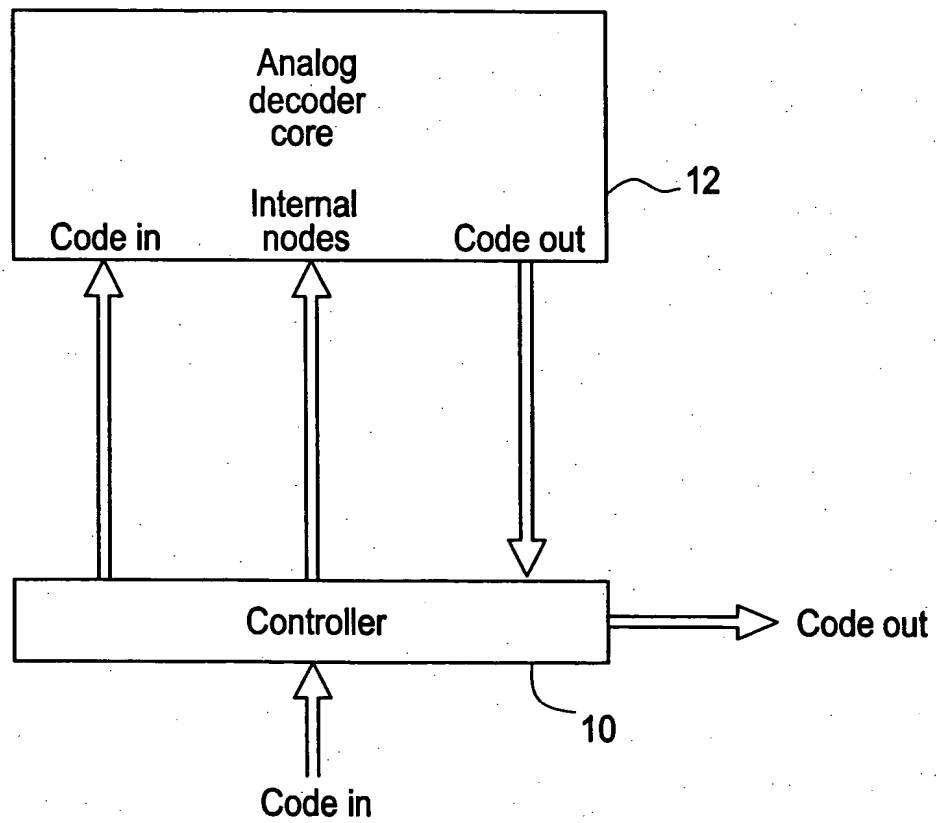 Analog
decoder
core
12
Internal
nodes
Code in
Code out
Controller
Code out
10
Code in